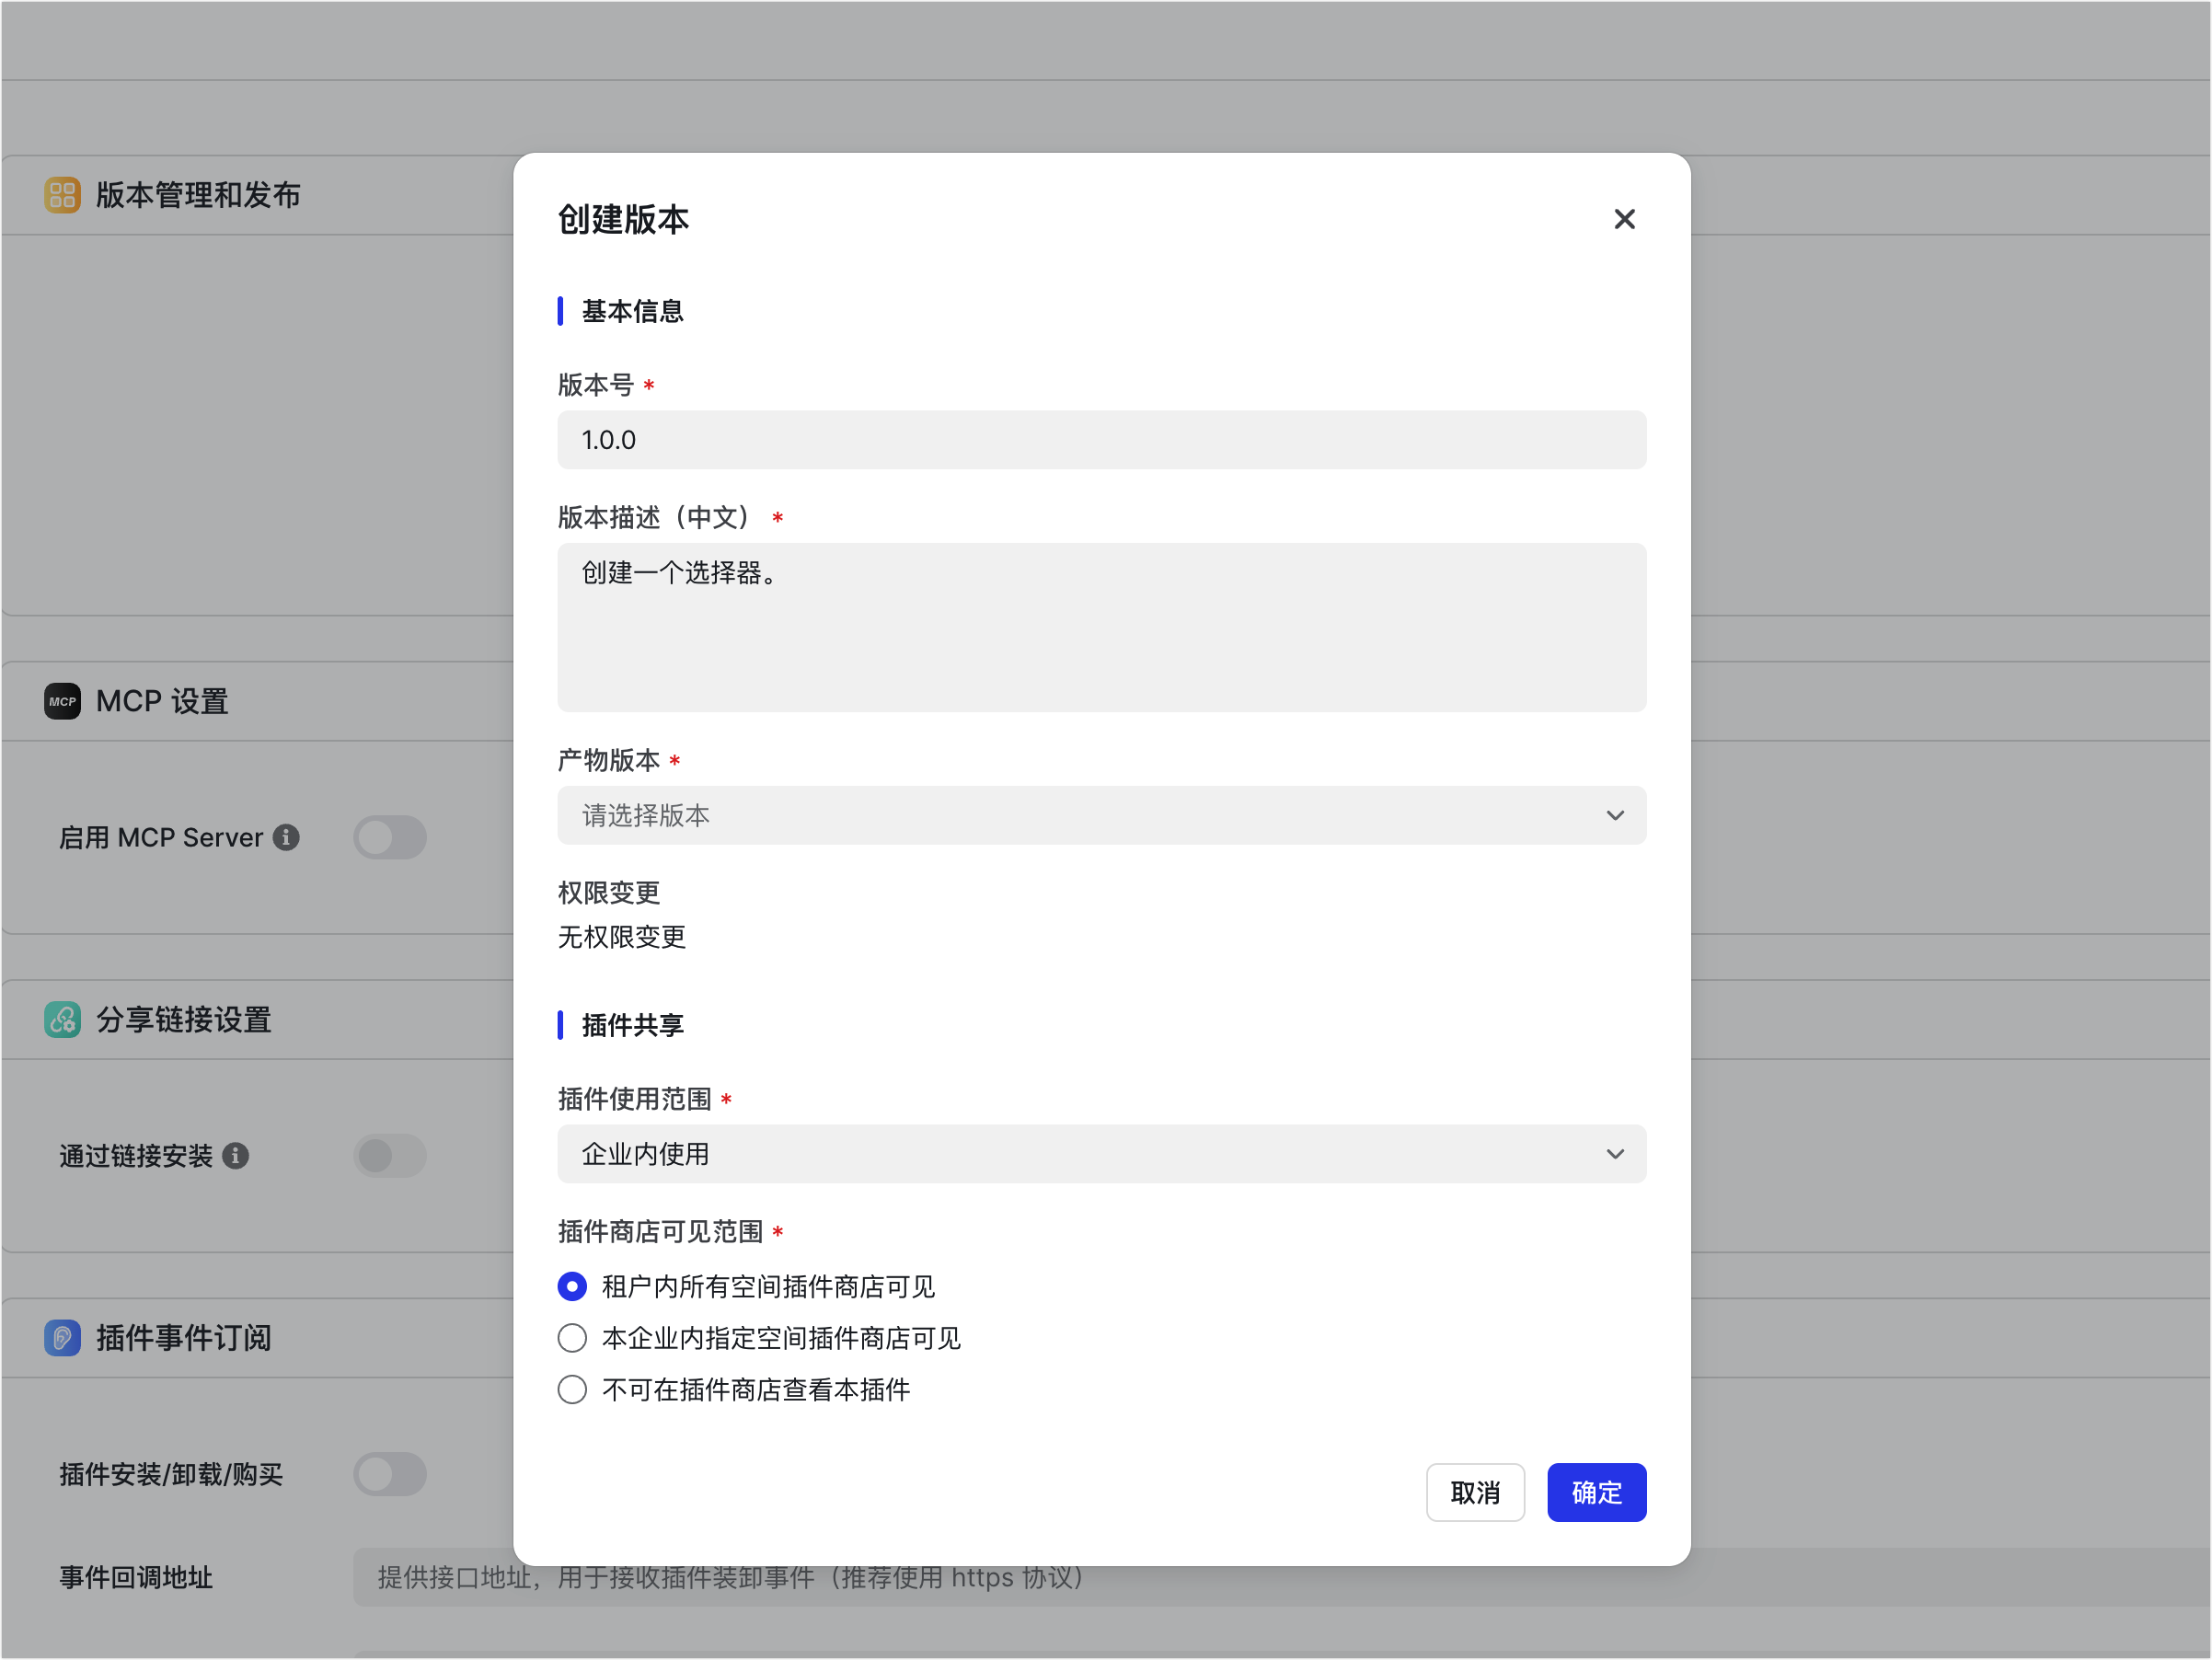 版本管理和发布
创建版本
基本信息
版本号 *
1.0.0
版本描述（中文） *
创建一个选择器。
MCP
MCP 设置
产物版本 *
请选择版本
启用 MCP Server
权限变更
无权限变更
分享链接设置
插件共享
插件使用范围 *
企业内使用
通过链接安装
插件商店可见范围 *
租户内所有空间插件商店可见
本企业内指定空间插件商店可见
不可在插件商店查看本插件
插件事件订阅
插件安装/卸载/购买
取消
确定
事件回调地址
提供接口地址，用于接收插件装卸事件（推荐使用 https 协议）